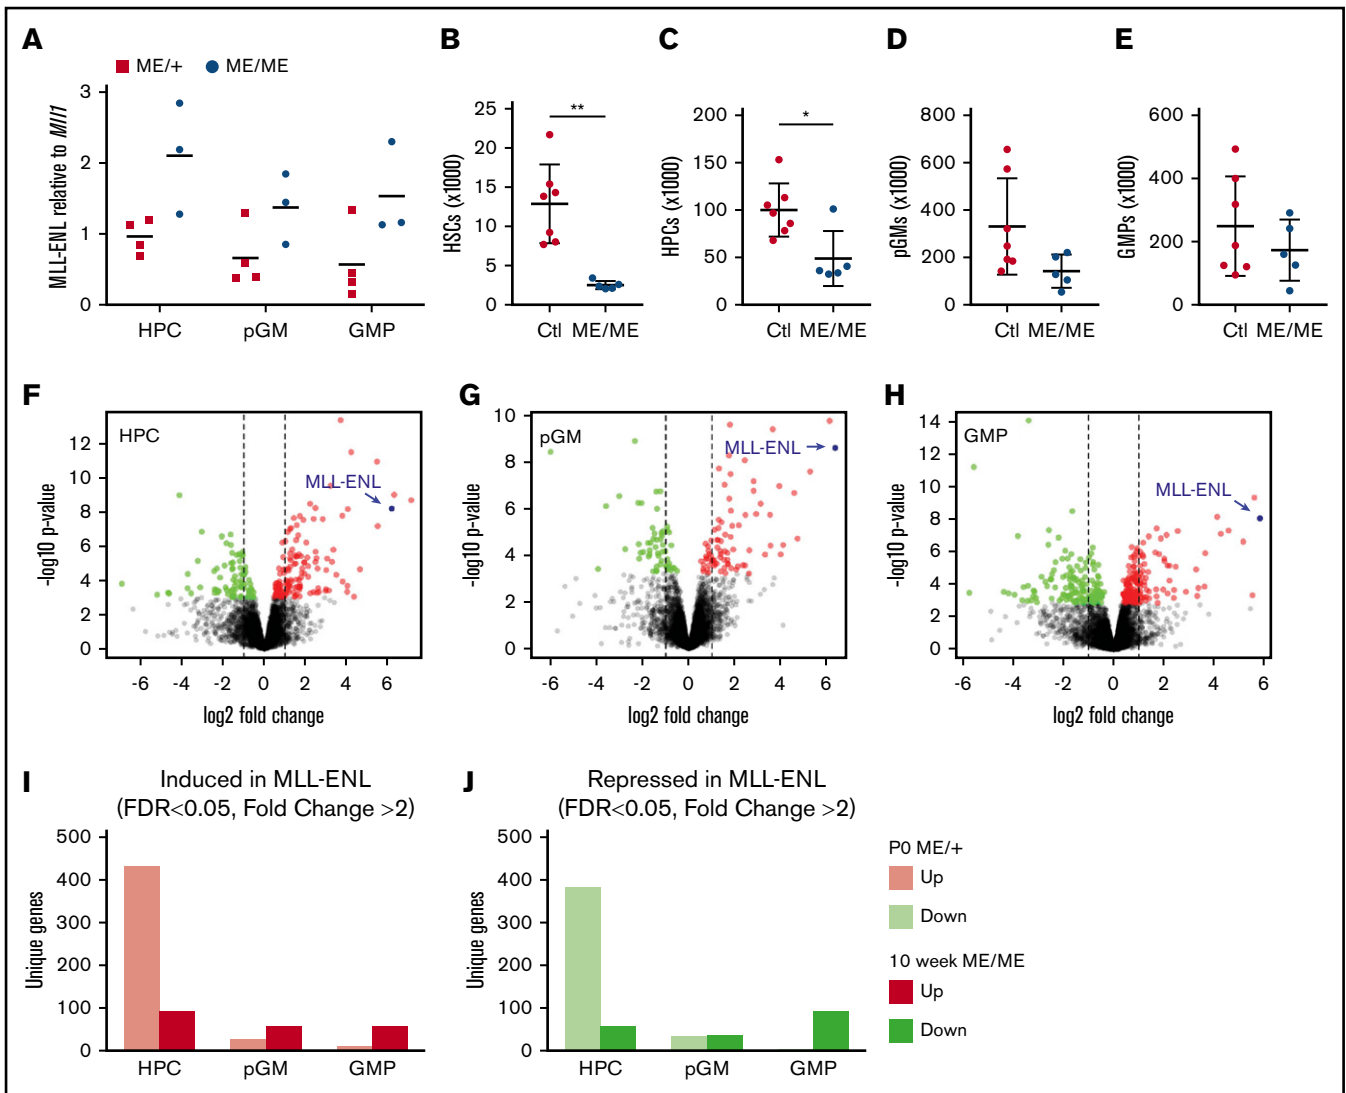 A
ME/+ ME/ME
MLL-ENL relative to Mll1
3
2
1
0
HPC pGM GMP
B
HSCs (x1000)
25
20
15
10
5
0
**
Ctl ME/ME
C
HPCs (x1000)
200
150
100
50
0
*
Ctl ME/ME
D
pGMs (x1000)
800
600
400
200
0
Ctl ME/ME
E
GMPs (x1000)
600
400
200
0
Ctl ME/ME
F
HPC
MLL-ENL
-log10 p-value
12
10
8
6
4
2
0
-6 -4 -2 0 2 4 6
log2 fold change
G
pGM
MLL-ENL
-log10 p-value
10
8
6
4
2
0
-6 -4 -2 0 2 4 6
log2 fold change
H
GMP
MLL-ENL
-log10 p-value
14
12
10
8
6
4
2
0
-6 -4 -2 0 2 4 6
log2 fold change
I
Induced in MLL-ENL
(FDR<0.05, Fold Change >2)
Unique genes
500
400
300
200
100
0
HPC pGM GMP
J
Repressed in MLL-ENL
(FDR<0.05, Fold Change >2)
Unique genes
500
400
300
200
100
0
HPC pGM GMP
P0 ME/+
Up
Down
10 week ME/ME
Up
Down